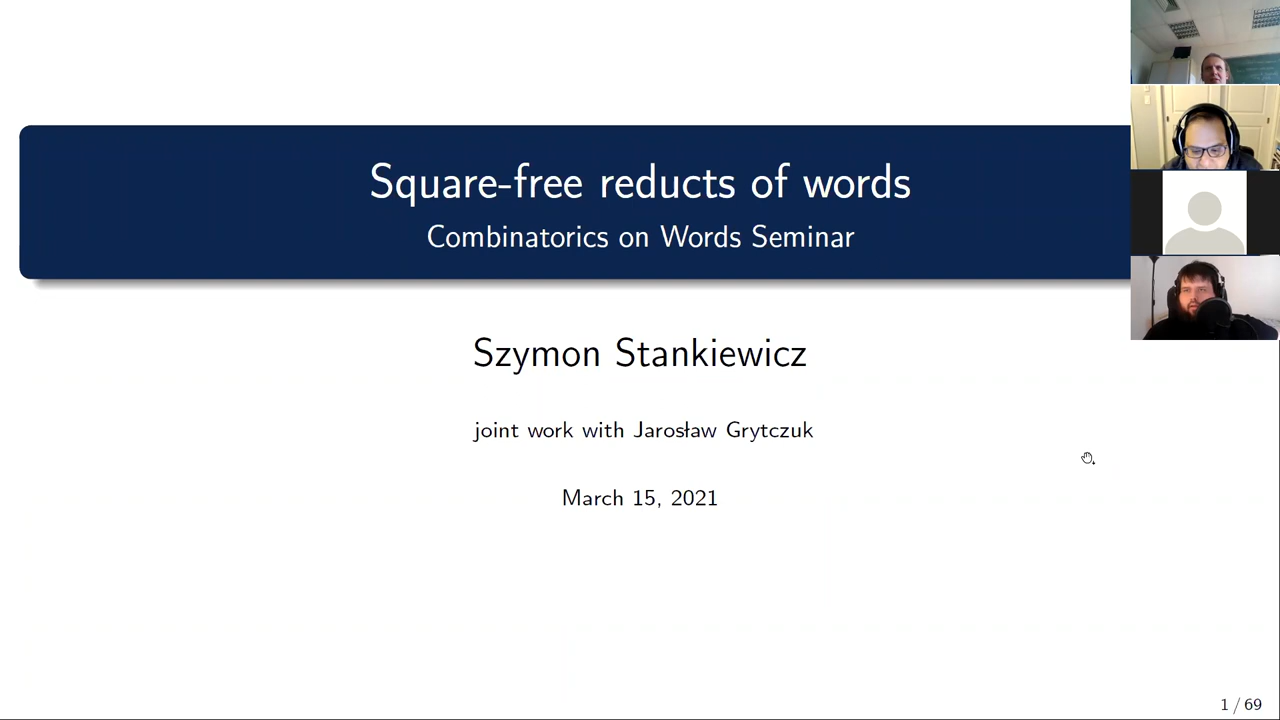 Square-free reducts of words
Combinatorics on Words Seminar
Szymon Stankiewicz
joint work with Jarosław Grytczuk
March 15, 2021
1 / 69